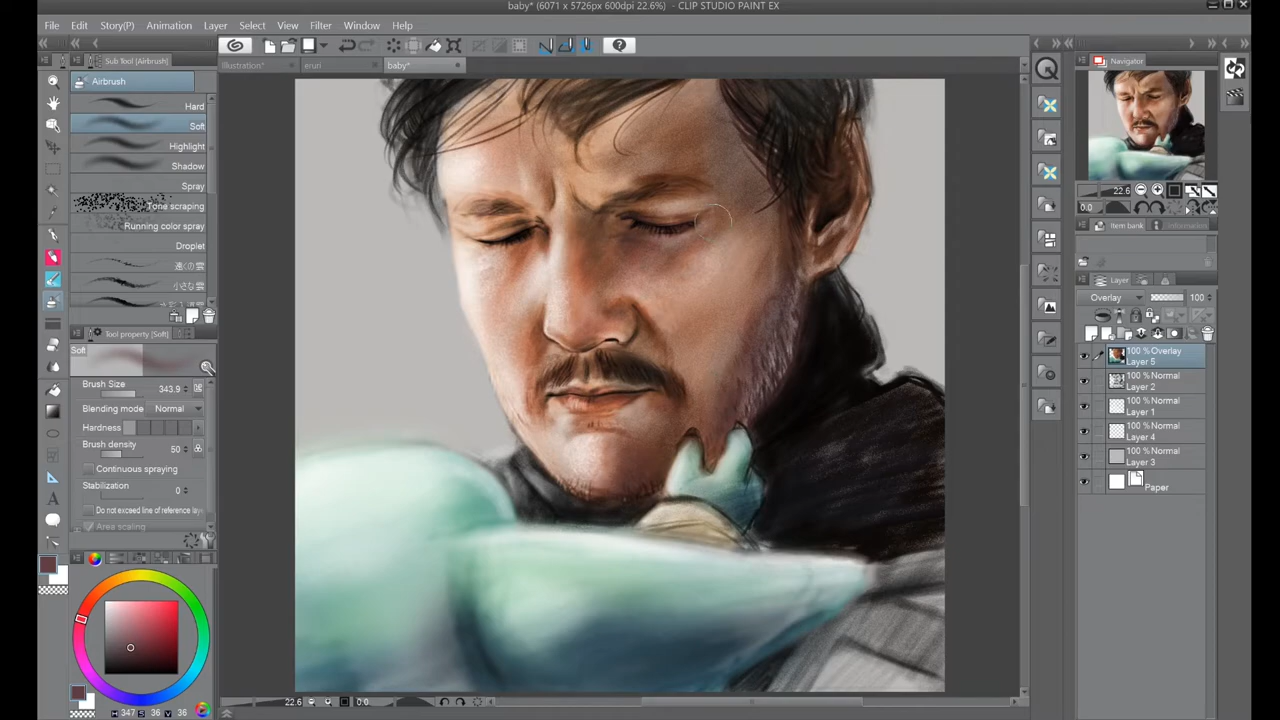 baby* (6071 x 5726px 600dpi 22.6%) - CLIP STUDIO PAINT EX
File Edit Story(P) Animation Layer Select View Filter Window Help
Sub Tool (Airbrush)
Airbrush
Hard
Soft
Highlight
Shadow
Spray
Tone scraping
Running color spray
Droplet
Tool property (Soft)
Soft
Brush Size 343.9
Blending mode Normal
Hardness
Brush density 50
Continuous spraying
Stabilization 0
Do not exceed line of reference laye
Area scaling
H 347 S 36 V 36
illustration* eruri baby*
22.6 0.0
Navigator
22.6
0.0
Item bank Information
Layer
Overlay 100
100 % Overlay
Layer 5
100 % Normal
Layer 2
100 % Normal
Layer 1
100 % Normal
Layer 4
100 % Normal
Layer 3
Paper